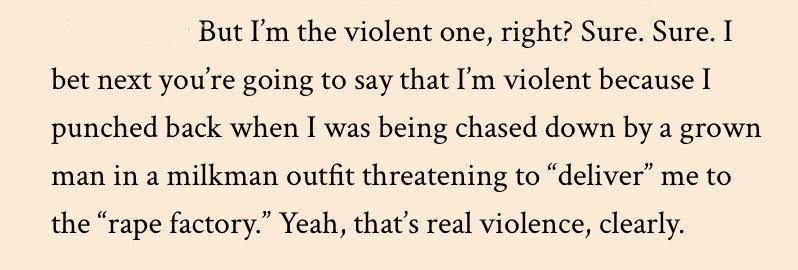 But I’m the violent one, right? Sure. Sure. I
bet next you’re going to say that I’m violent because I
punched back when I was being chased down by a grown
man in a milkman outfit threatening to “deliver” me to
the “rape factory.” Yeah, that’s real violence, clearly.